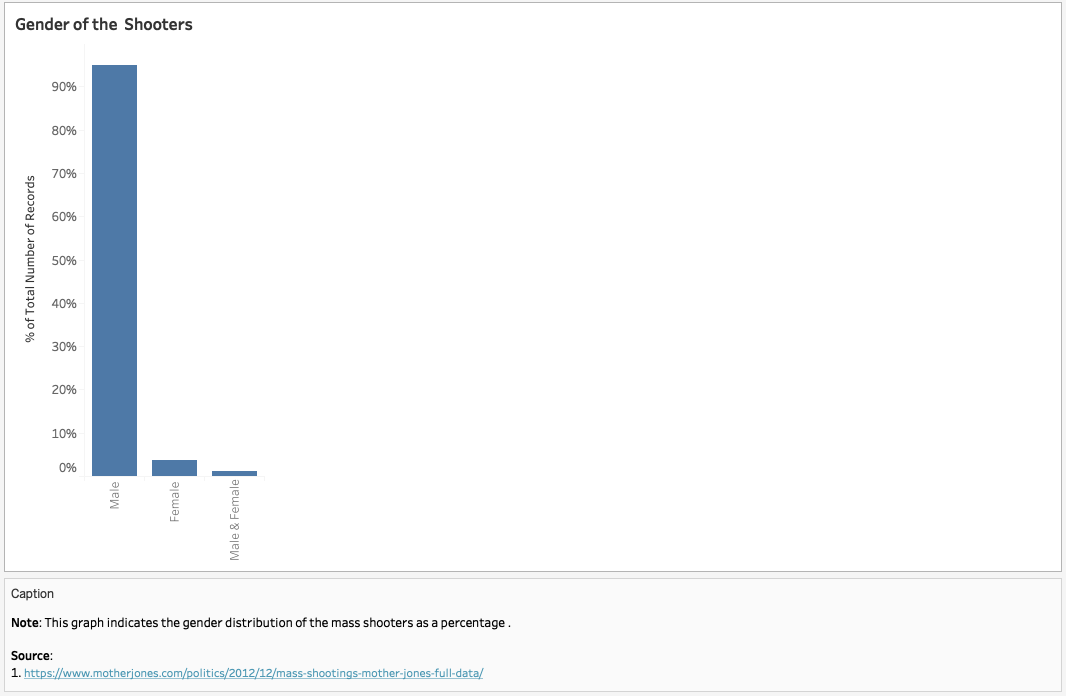 Gender of the  Shooters
% of Total Number of Records
90%
80%
70%
60%
50%
40%
30%
20%
10%
0%
Male
Female
Male & Female
Caption
Note: This graph indicates the gender distribution of the mass shooters as a percentage .
Source:
1. https://www.motherjones.com/politics/2012/12/mass-shootings-mother-jones-full-data/